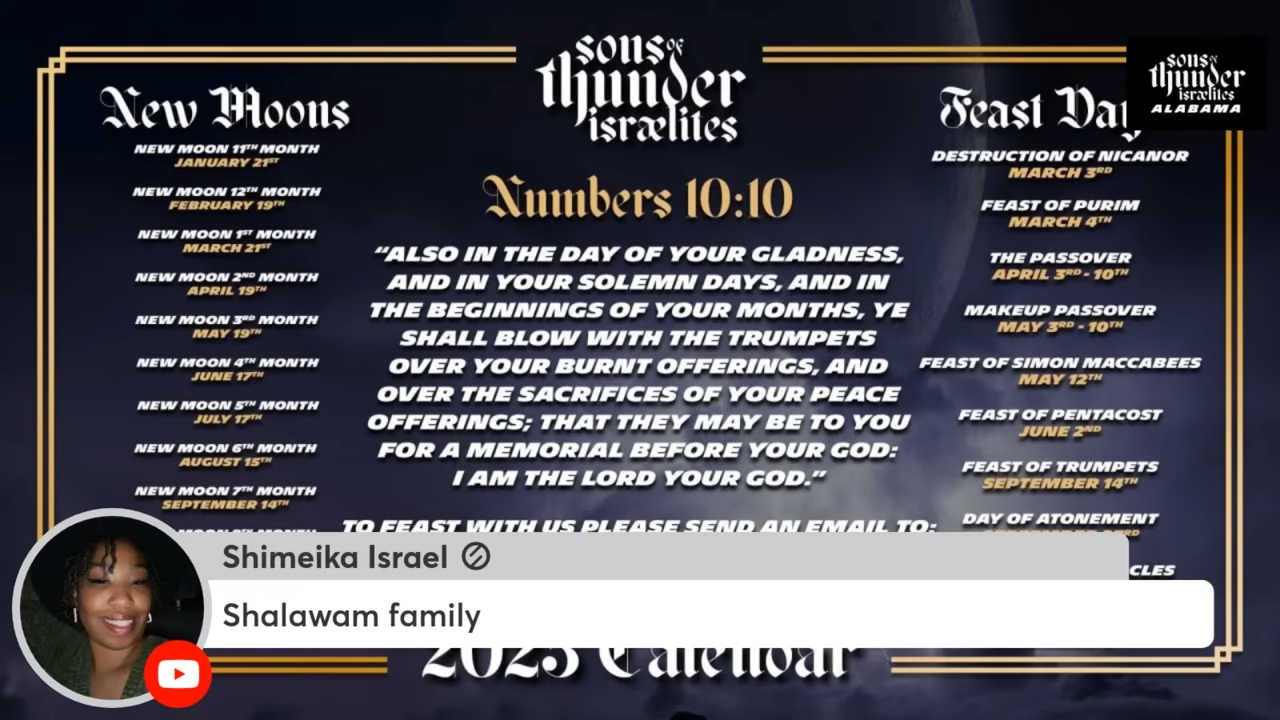 sons of
thunder
israelites
sons of
thunder
israelites
ALABAMA
New Moons
NEW MOON 11TH MONTH
JANUARY 21ST
NEW MOON 12TH MONTH
FEBRUARY 19TH
NEW MOON 1ST MONTH
MARCH 21ST
NEW MOON 2ND MONTH
APRIL 19TH
NEW MOON 3RD MONTH
MAY 19TH
NEW MOON 4TH MONTH
JUNE 17TH
NEW MOON 5TH MONTH
JULY 17TH
NEW MOON 6TH MONTH
AUGUST 15TH
NEW MOON 7TH MONTH
SEPTEMBER 14TH
Numbers 10:10
“ALSO IN THE DAY OF YOUR GLADNESS,
AND IN YOUR SOLEMN DAYS, AND IN
THE BEGINNINGS OF YOUR MONTHS, YE
SHALL BLOW WITH THE TRUMPETS
OVER YOUR BURNT OFFERINGS, AND
OVER THE SACRIFICES OF YOUR PEACE
OFFERINGS; THAT THEY MAY BE TO YOU
FOR A MEMORIAL BEFORE YOUR GOD:
I AM THE LORD YOUR GOD.”
TO FEAST WITH US PLEASE SEND AN EMAIL TO:
Feast Day
DESTRUCTION OF NICANOR
MARCH 3RD
FEAST OF PURIM
MARCH 4TH
THE PASSOVER
APRIL 3RD - 10TH
MAKEUP PASSOVER
MAY 3RD - 10TH
FEAST OF SIMON MACCABEES
MAY 12TH
FEAST OF PENTACOST
JUNE 2ND
FEAST OF TRUMPETS
SEPTEMBER 14TH
DAY OF ATONEMENT
Shimeika Israel
Shalawam family
2023 Calendar